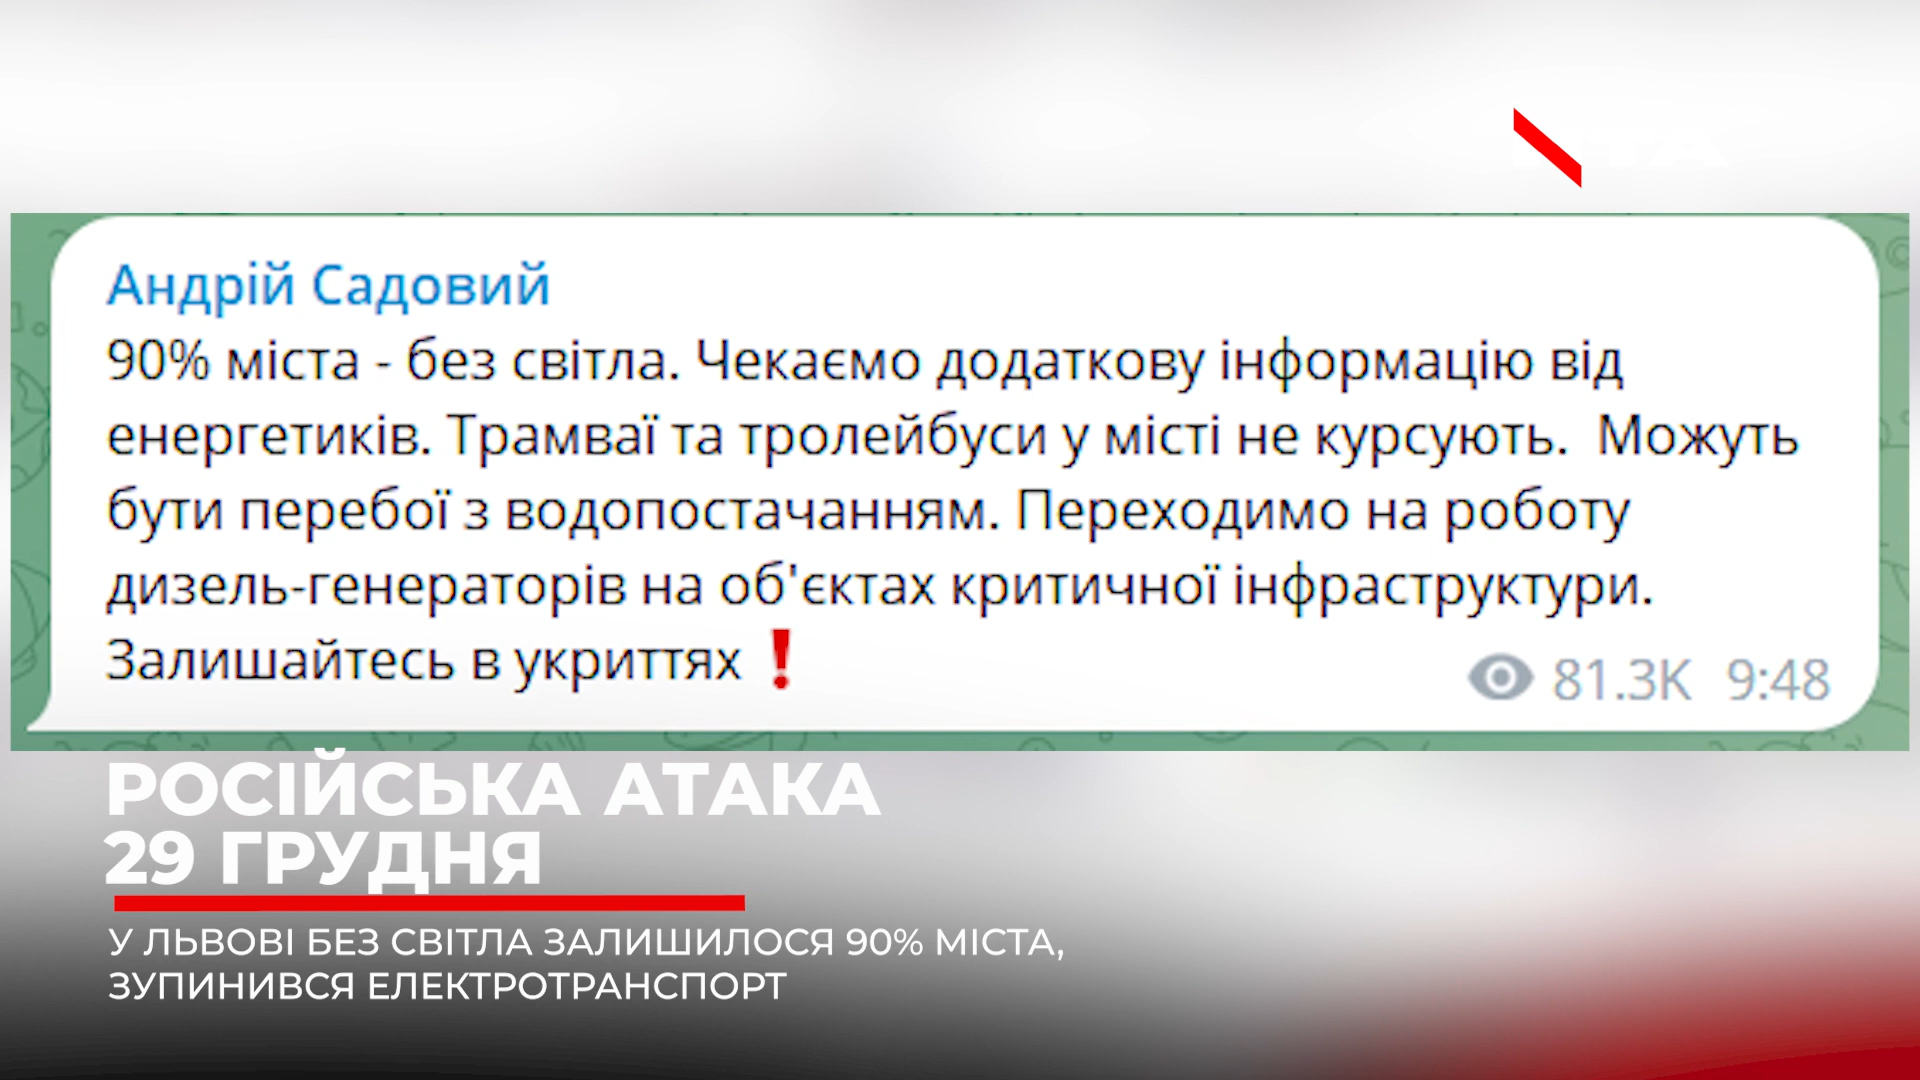 Андрій Садовий
90% міста - без світла. Чекаємо додаткову інформацію від
енергетиків. Трамваї та тролейбуси у місті не курсують.  Можуть
бути перебої з водопостачанням. Переходимо на роботу
дизель-генераторів на об'єктах критичної інфраструктури.
Залишайтесь в укриттях❗
81.3K 9:48
РОСІЙСЬКА АТАКА
29 ГРУДНЯ
У ЛЬВОВІ БЕЗ СВІТЛА ЗАЛИШИЛОСЯ 90% МІСТА,
ЗУПИНИВСЯ ЕЛЕКТРОТРАНСПОРТ